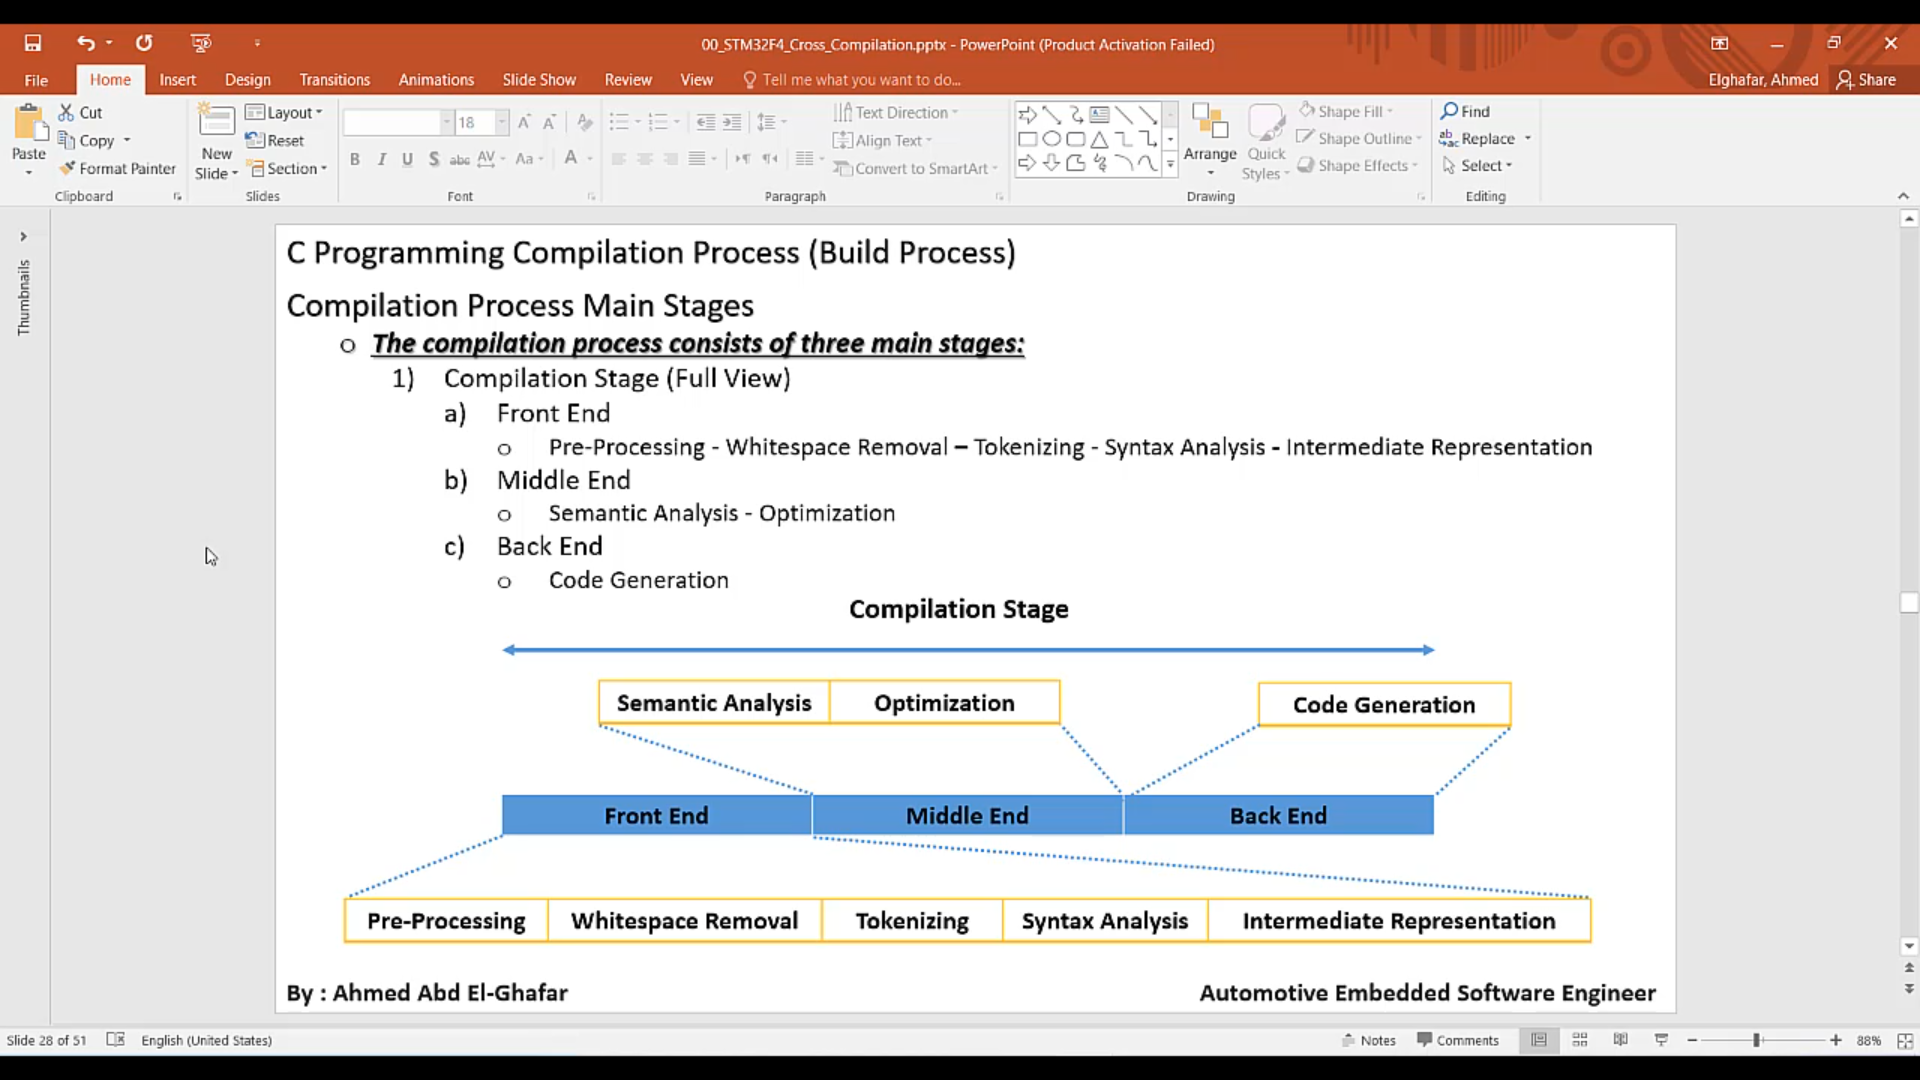 00_STM32F4_Cross_Compilation.pptx - PowerPoint (Product Activation Failed)
File Home Insert Design Transitions Animations Slide Show Review View Tell me what you want to do... Elghafar, Ahmed Share
Paste Cut Copy Format Painter Clipboard
New Slide Layout Reset Section Slides
18 Font
Text Direction Align Text Convert to SmartArt Paragraph
Arrange Quick Styles Shape Fill Shape Outline Shape Effects Drawing
Find Replace Select Editing
Thumbnails
C Programming Compilation Process (Build Process)
Compilation Process Main Stages
o The compilation process consists of three main stages:
1) Compilation Stage (Full View)
a) Front End
o Pre-Processing - Whitespace Removal – Tokenizing - Syntax Analysis - Intermediate Representation
b) Middle End
o Semantic Analysis - Optimization
c) Back End
o Code Generation
Compilation Stage
Semantic Analysis Optimization Code Generation
Front End Middle End Back End
Pre-Processing Whitespace Removal Tokenizing Syntax Analysis Intermediate Representation
By : Ahmed Abd El-Ghafar Automotive Embedded Software Engineer
Slide 28 of 51 English (United States) Notes Comments 88%